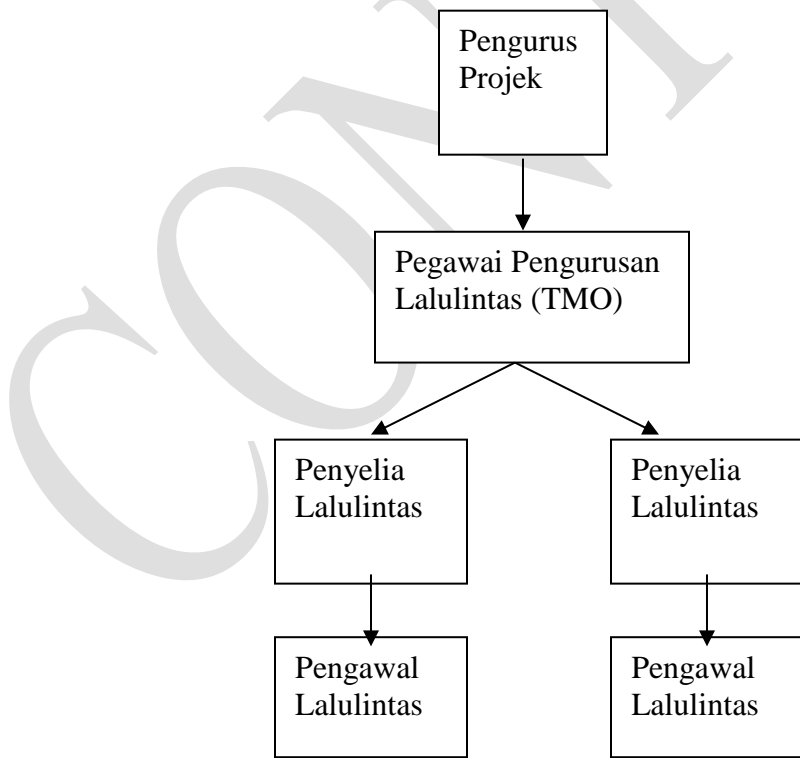 Pengurus
Projek
Pegawai Pengurusan
Lalulintas (TMO)
Penyelia
Lalulintas
Penyelia
Lalulintas
Pengawal
Lalulintas
Pengawal
Lalulintas